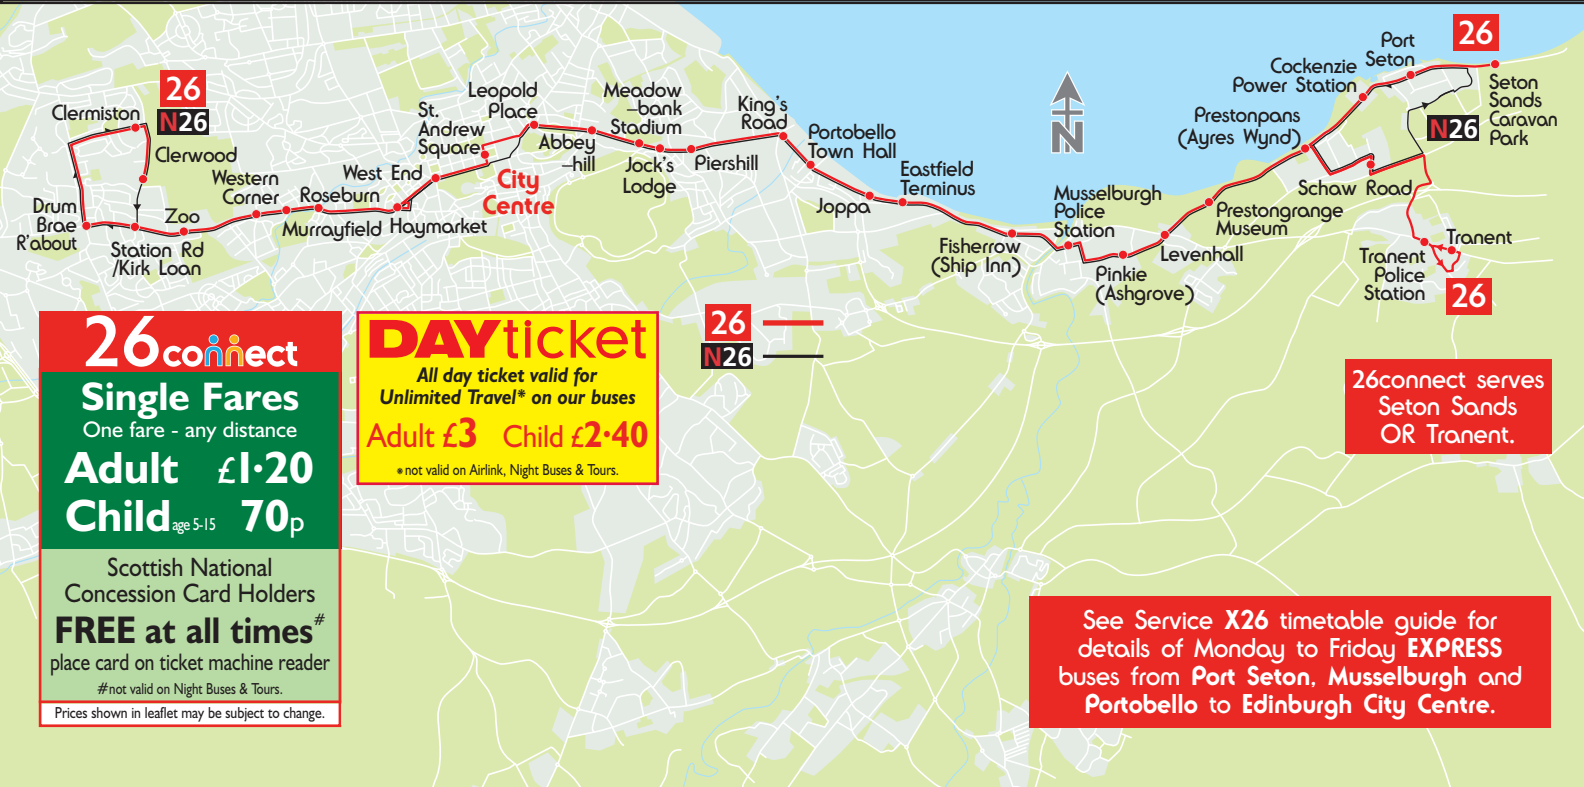 26
N26
Clermiston
Clerwood
Drum
Brae
R'about
Station Rd
/Kirk Loan
Zoo
Western
Corner
Roseburn
Murrayfield
West End
Haymarket
St.
Andrew
Square
City
Centre
Leopold
Place
Abbey
–hill
Meadow
–bank
Stadium
Jock's
Lodge
Piershill
King's
Road
Portobello
Town Hall
Joppa
Eastfield
Terminus
Fisherrow
(Ship Inn)
Musselburgh
Police
Station
Pinkie
(Ashgrove)
Levenhall
Prestongrange
Museum
Prestonpans
(Ayres Wynd)
Schaw Road
Cockenzie
Power Station
Port
Seton
26
Seton
Sands
Caravan
Park
N26
Tranent
Tranent
Police
Station
26
N
26
N26
26connect
Single Fares
One fare - any distance
Adult £1·20
Child age 5-15 70p
Scottish National
Concession Card Holders
FREE at all times#
place card on ticket machine reader
#not valid on Night Buses & Tours.
Prices shown in leaflet may be subject to change.
DAYticket
All day ticket valid for
Unlimited Travel* on our buses
Adult £3 Child £2·40
*not valid on Airlink, Night Buses & Tours.
26connect serves
Seton Sands
OR Tranent.
See Service X26 timetable guide for
details of Monday to Friday EXPRESS
buses from Port Seton, Musselburgh and
Portobello to Edinburgh City Centre.